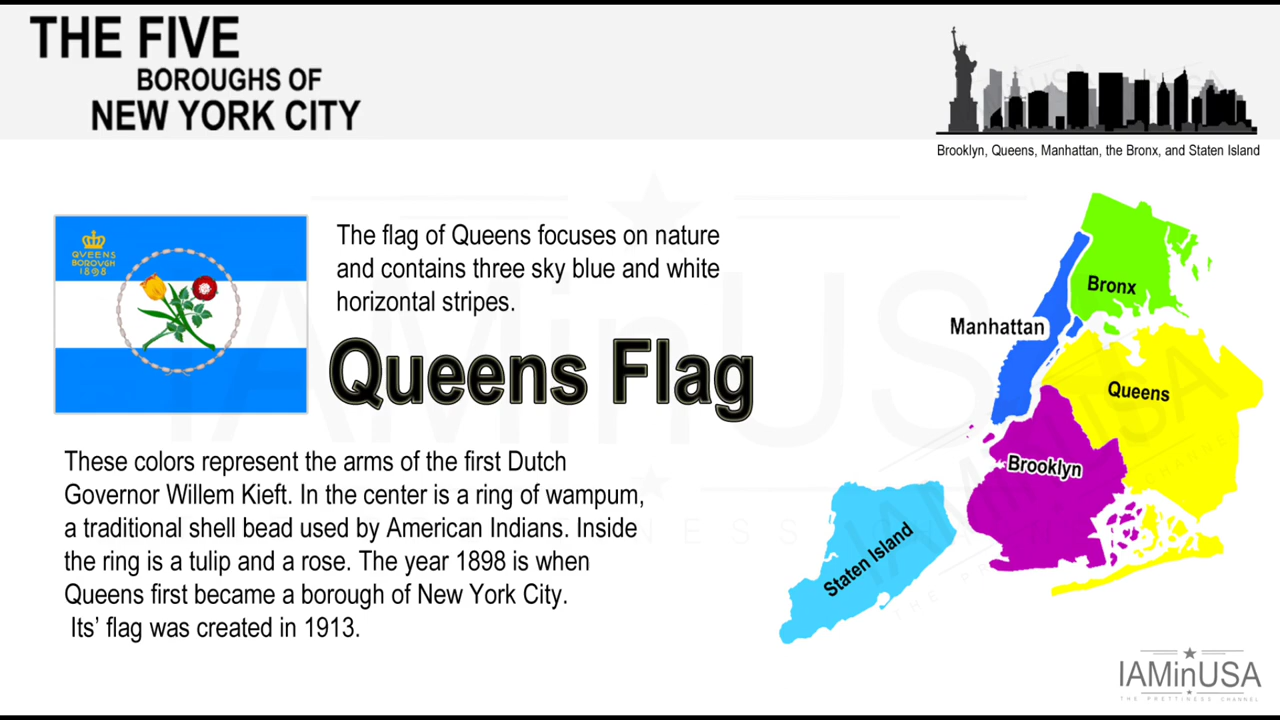 THE FIVE
BOROUGHS OF
NEW YORK CITY
Brooklyn, Queens, Manhattan, the Bronx, and Staten Island
QVEENS
BOROUGH
1898
The flag of Queens focuses on nature
and contains three sky blue and white
horizontal stripes.
Queens Flag
These colors represent the arms of the first Dutch
Governor Willem Kieft. In the center is a ring of wampum,
a traditional shell bead used by American Indians. Inside
the ring is a tulip and a rose. The year 1898 is when
Queens first became a borough of New York City.
Its’ flag was created in 1913.
Bronx
Manhattan
Queens
Brooklyn
Staten Island
IAMinUSA
THE PRETTINESS CHANNEL
IAMinUSA